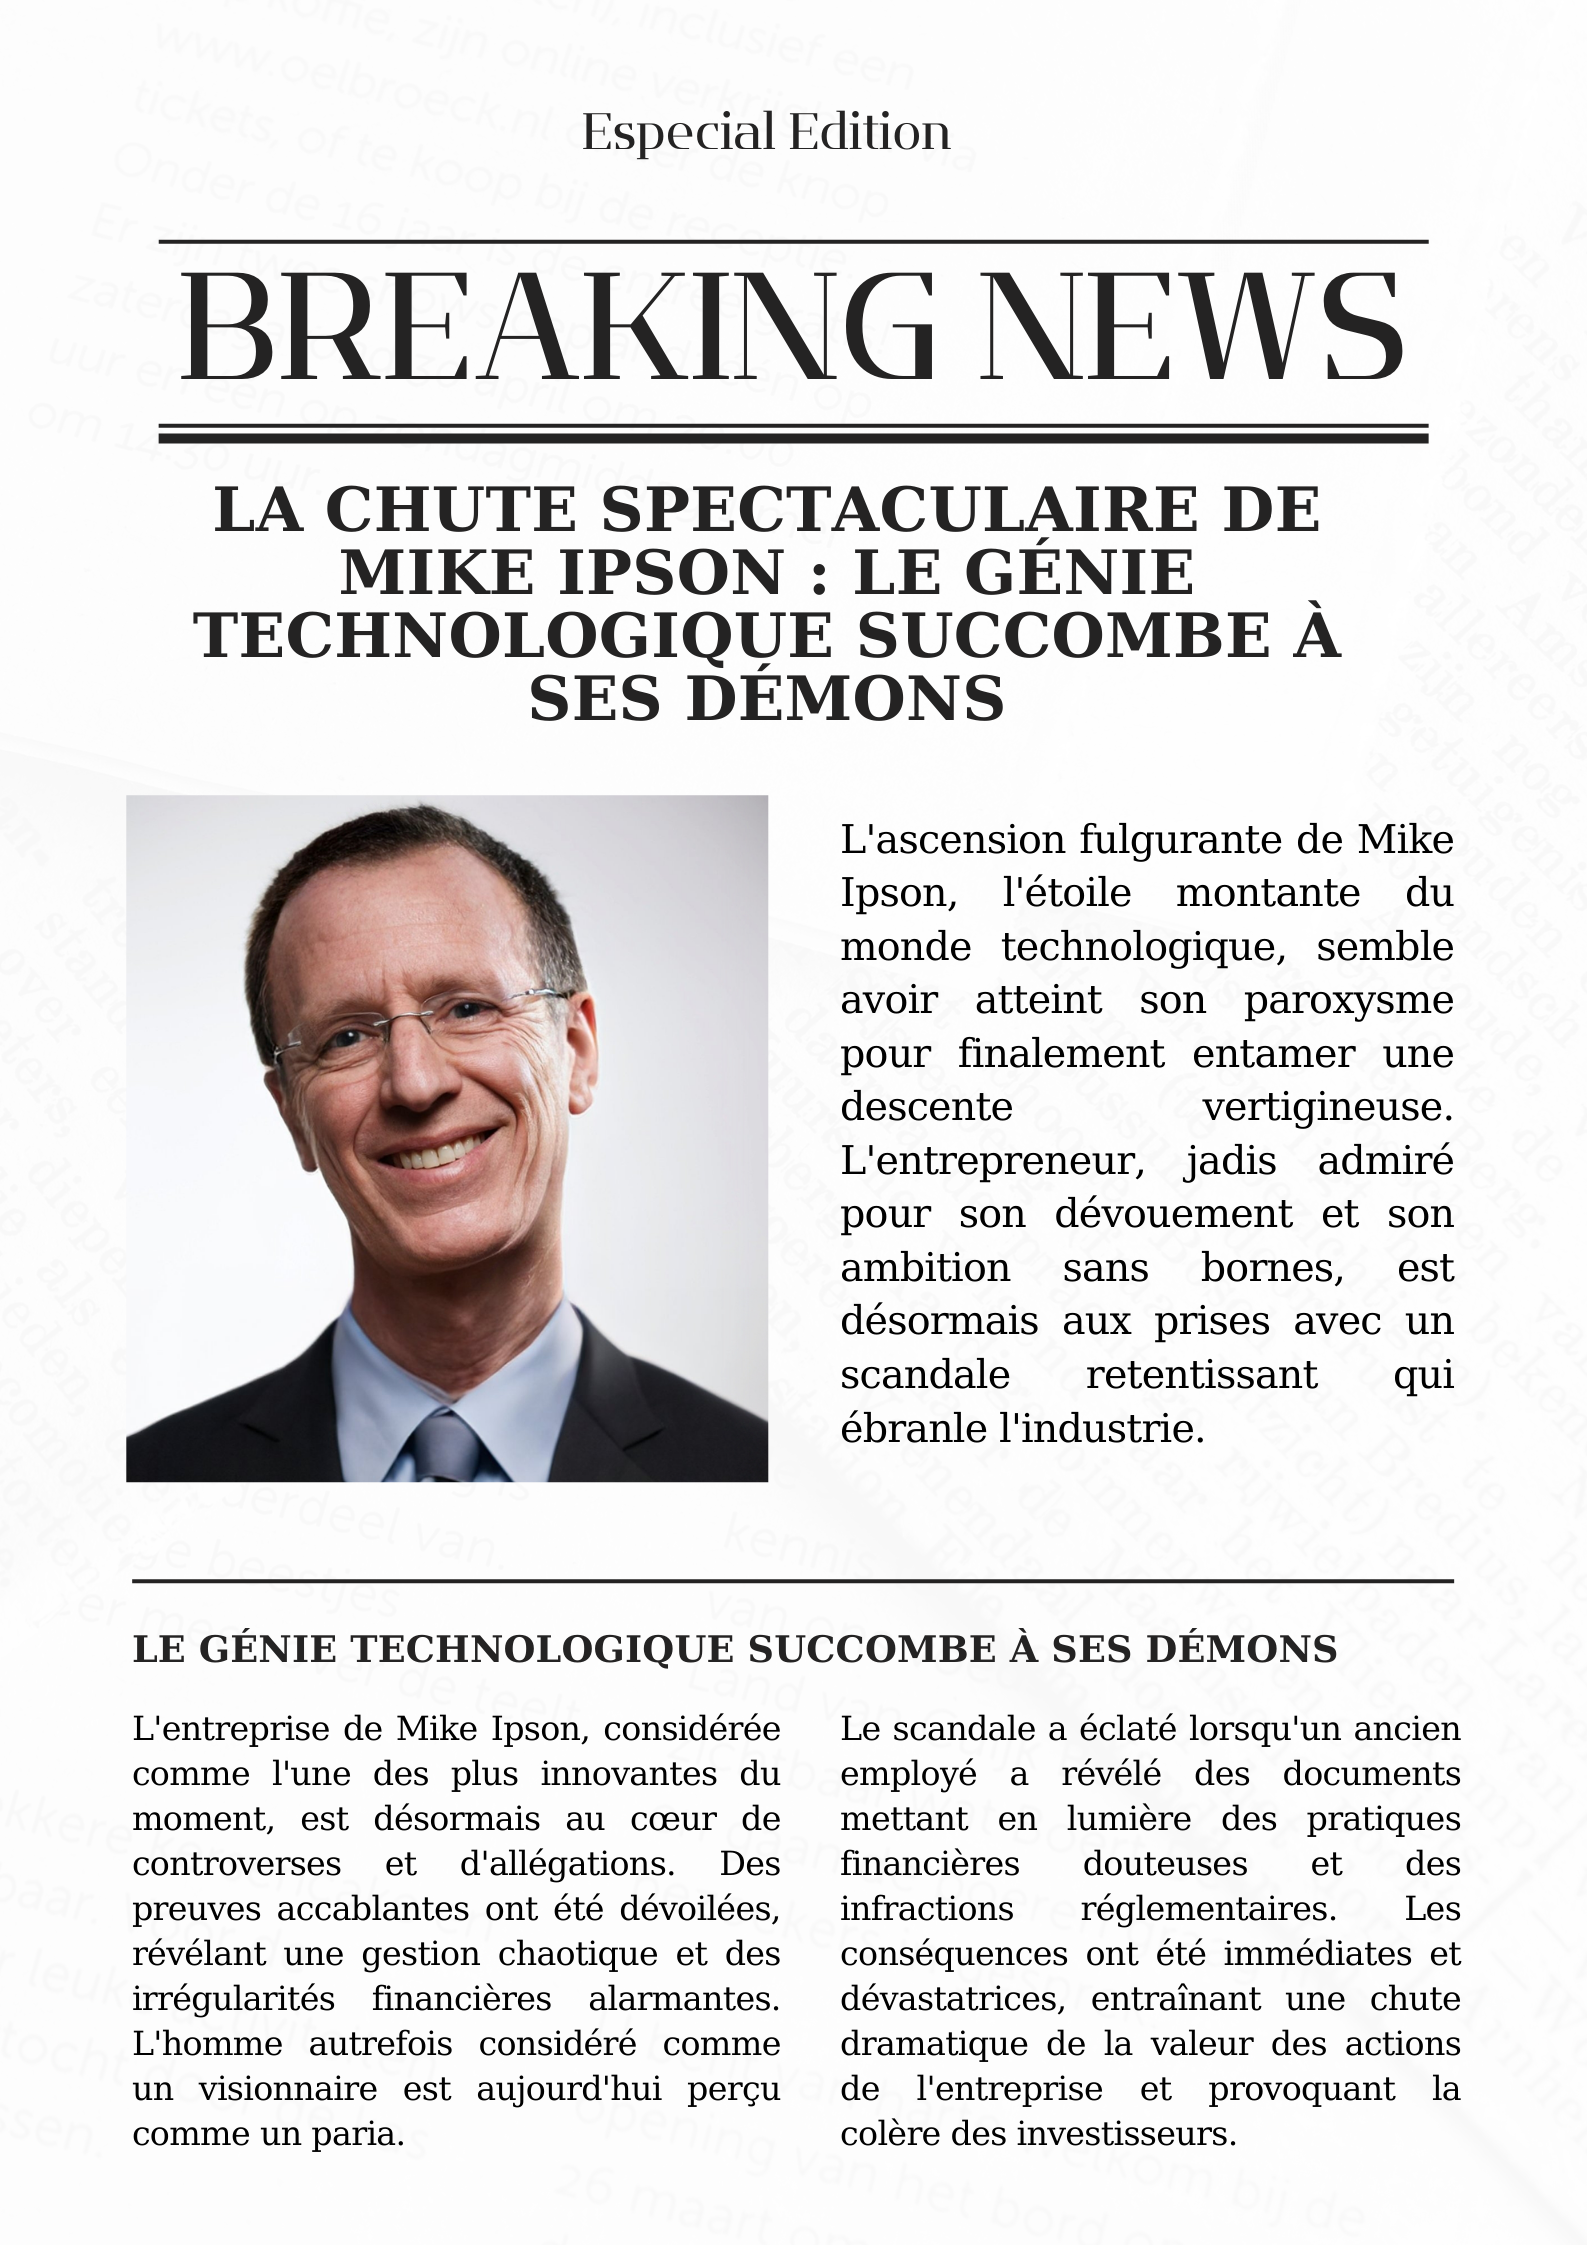 Especial Edition
BREAKING NEWS
LA CHUTE SPECTACULAIRE DE
MIKE IPSON : LE GÉNIE
TECHNOLOGIQUE SUCCOMBE À
SES DÉMONS
L'ascension fulgurante de Mike
Ipson, l'étoile montante du
monde technologique, semble
avoir atteint son paroxysme
pour finalement entamer une
descente vertigineuse.
L'entrepreneur, jadis admiré
pour son dévouement et son
ambition sans bornes, est
désormais aux prises avec un
scandale retentissant qui
ébranle l'industrie.
LE GÉNIE TECHNOLOGIQUE SUCCOMBE À SES DÉMONS
L'entreprise de Mike Ipson, considérée
comme l'une des plus innovantes du
moment, est désormais au cœur de
controverses et d'allégations. Des
preuves accablantes ont été dévoilées,
révélant une gestion chaotique et des
irrégularités financières alarmantes.
L'homme autrefois considéré comme
un visionnaire est aujourd'hui perçu
comme un paria.
Le scandale a éclaté lorsqu'un ancien
employé a révélé des documents
mettant en lumière des pratiques
financières douteuses et des
infractions réglementaires. Les
conséquences ont été immédiates et
dévastatrices, entraînant une chute
dramatique de la valeur des actions
de l'entreprise et provoquant la
colère des investisseurs.